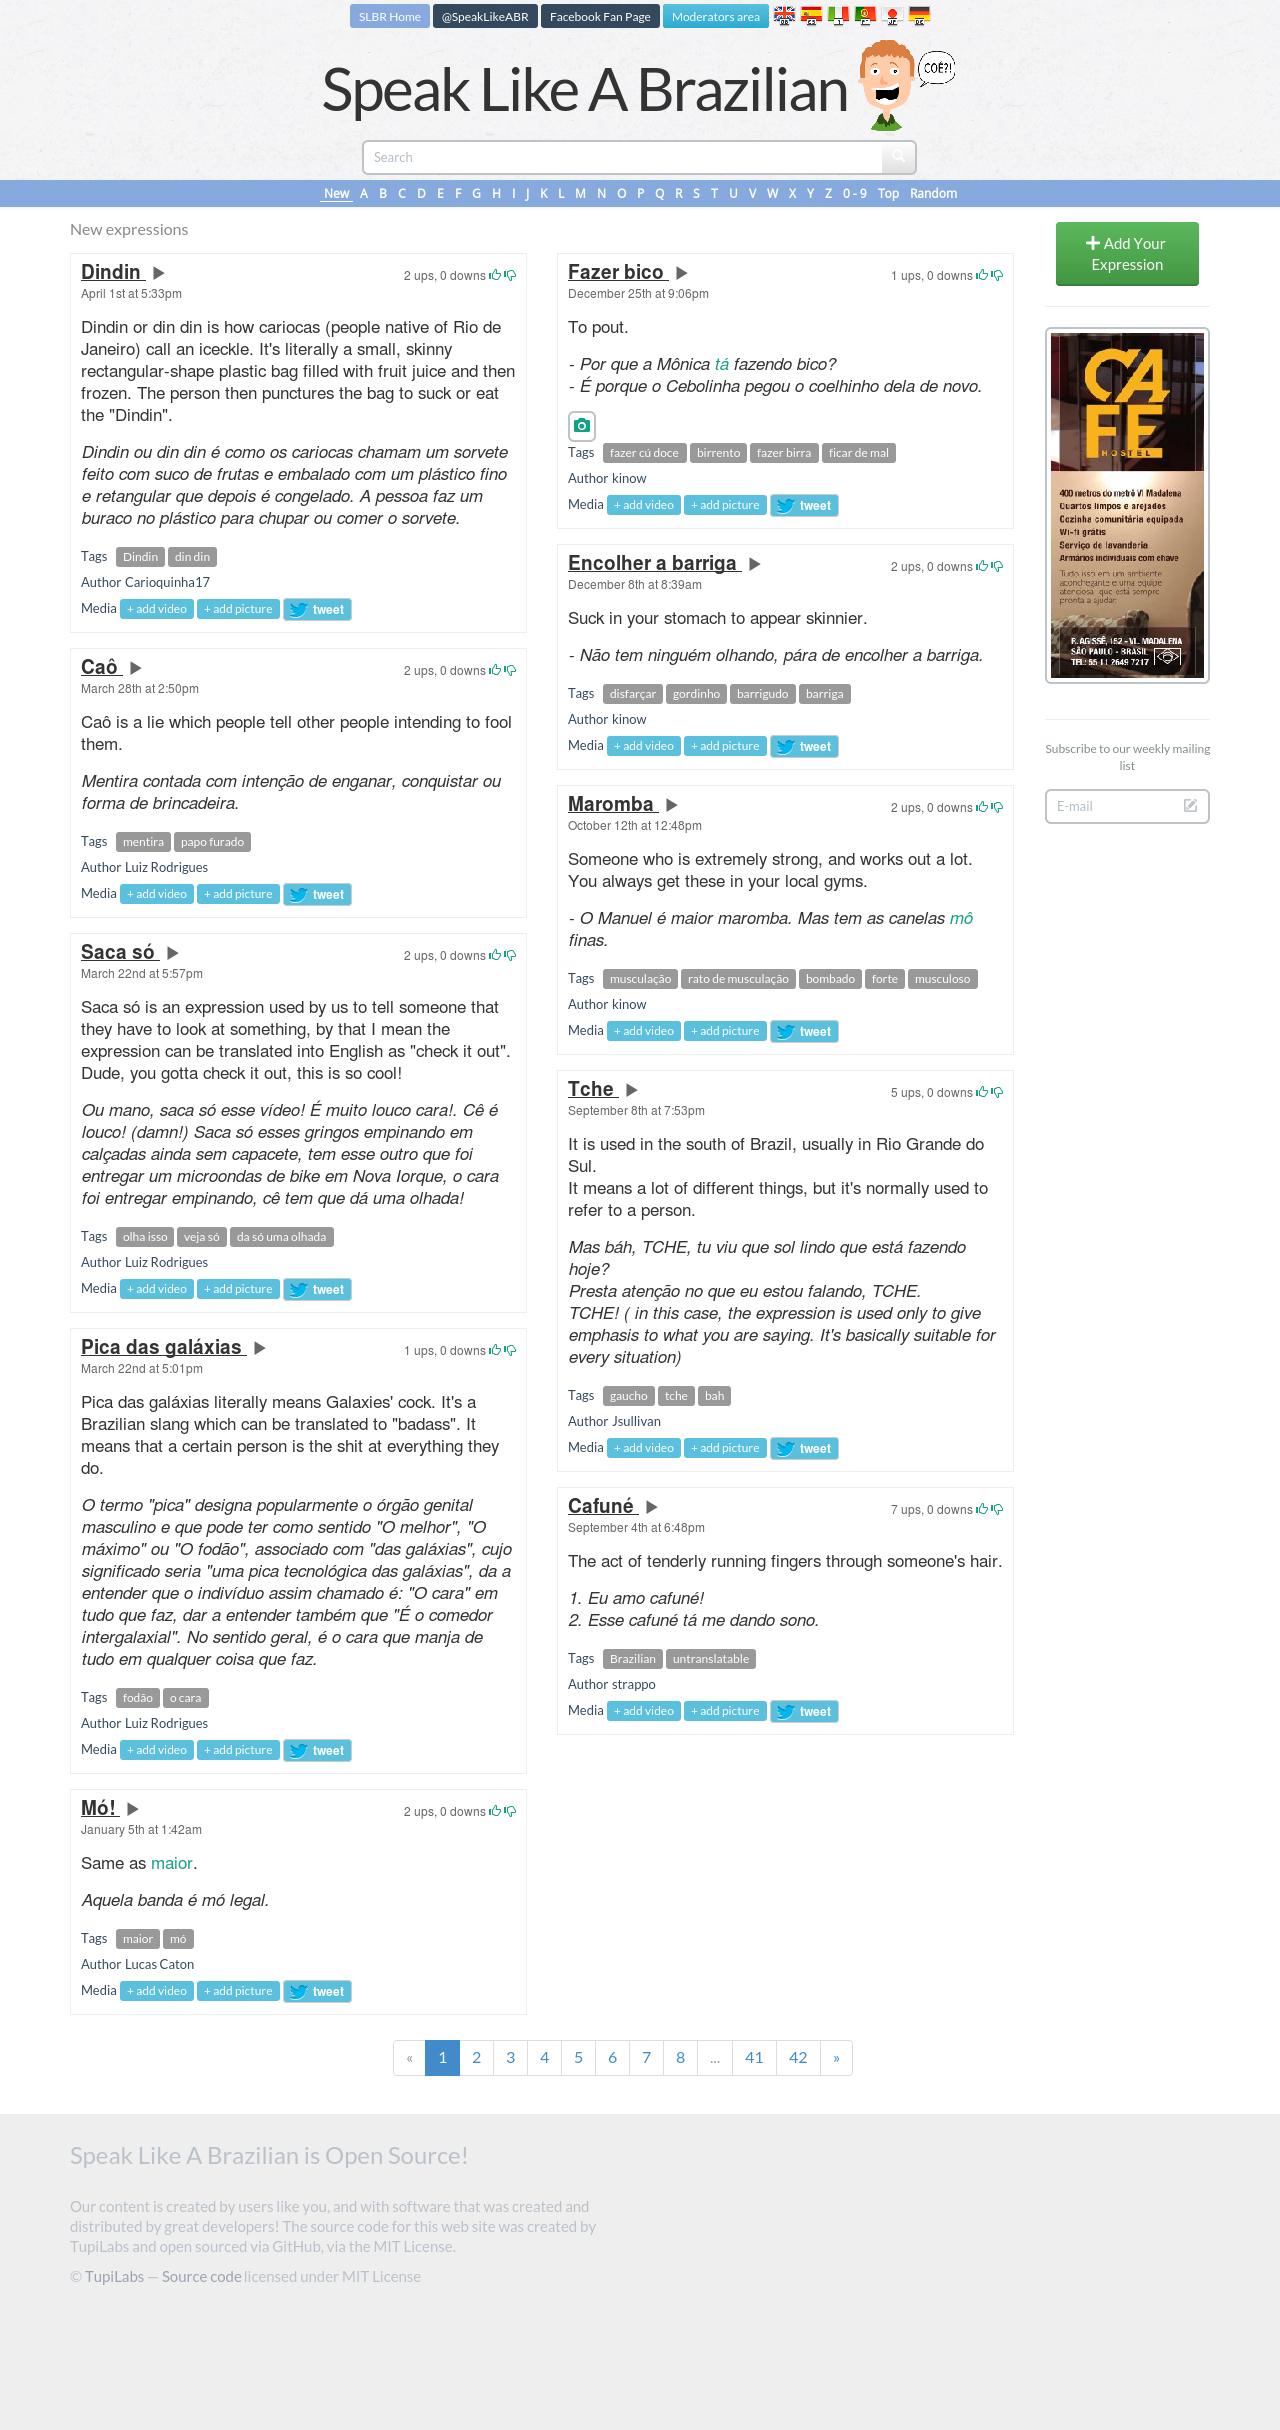 SLBR Home @SpeakLikeABR Facebook Fan Page Moderators area
Speak Like A Brazilian
COÉ?!
Search
New A B C D E F G H I J K L M N O P Q R S T U V W X Y Z 0-9 Top Random
New expressions
Dindin
2 ups, 0 downs
April 1st at 5:33pm
Dindin or din din is how cariocas (people native of Rio de
Janeiro) call an iceckle. It's literally a small, skinny
rectangular-shape plastic bag filled with fruit juice and then
frozen. The person then punctures the bag to suck or eat
the "Dindin".
Dindin ou din din é como os cariocas chamam um sorvete
feito com suco de frutas e embalado com um plástico fino
e retangular que depois é congelado. A pessoa faz um
buraco no plástico para chupar ou comer o sorvete.
Tags Dindin din din
Author Carioquinha17
Media + add video + add picture tweet
Caô
2 ups, 0 downs
March 28th at 2:50pm
Caô is a lie which people tell other people intending to fool
them.
Mentira contada com intenção de enganar, conquistar ou
forma de brincadeira.
Tags mentira papo furado
Author Luiz Rodrigues
Media + add video + add picture tweet
Saca só
2 ups, 0 downs
March 22nd at 5:57pm
Saca só is an expression used by us to tell someone that
they have to look at something, by that I mean the
expression can be translated into English as "check it out".
Dude, you gotta check it out, this is so cool!
Ou mano, saca só esse vídeo! É muito louco cara!. Cê é
louco! (damn!) Saca só esses gringos empinando em
calçadas ainda sem capacete, tem esse outro que foi
entregar um microondas de bike em Nova Iorque, o cara
foi entregar empinando, cê tem que dá uma olhada!
Tags olha isso veja só da só uma olhada
Author Luiz Rodrigues
Media + add video + add picture tweet
Pica das galáxias
1 ups, 0 downs
March 22nd at 5:01pm
Pica das galáxias literally means Galaxies' cock. It's a
Brazilian slang which can be translated to "badass". It
means that a certain person is the shit at everything they
do.
O termo "pica" designa popularmente o órgão genital
masculino e que pode ter como sentido "O melhor", "O
máximo" ou "O fodão", associado com "das galáxias", cujo
significado seria "uma pica tecnológica das galáxias", da a
entender que o indivíduo assim chamado é: "O cara" em
tudo que faz, dar a entender também que "É o comedor
intergalaxial". No sentido geral, é o cara que manja de
tudo em qualquer coisa que faz.
Tags fodão o cara
Author Luiz Rodrigues
Media + add video + add picture tweet
Mó!
2 ups, 0 downs
January 5th at 1:42am
Same as maior.
Aquela banda é mó legal.
Tags maior mó
Author Lucas Caton
Media + add video + add picture tweet
Fazer bico
1 ups, 0 downs
December 25th at 9:06pm
To pout.
- Por que a Mônica tá fazendo bico?
- É porque o Cebolinha pegou o coelhinho dela de novo.
Tags fazer cú doce birrento fazer birra ficar de mal
Author kinow
Media + add video + add picture tweet
Encolher a barriga
2 ups, 0 downs
December 8th at 8:39am
Suck in your stomach to appear skinnier.
- Não tem ninguém olhando, pára de encolher a barriga.
Tags disfarçar gordinho barrigudo barriga
Author kinow
Media + add video + add picture tweet
Maromba
2 ups, 0 downs
October 12th at 12:48pm
Someone who is extremely strong, and works out a lot.
You always get these in your local gyms.
- O Manuel é maior maromba. Mas tem as canelas mô
finas.
Tags musculação rato de musculação bombado forte musculoso
Author kinow
Media + add video + add picture tweet
Tche
5 ups, 0 downs
September 8th at 7:53pm
It is used in the south of Brazil, usually in Rio Grande do
Sul.
It means a lot of different things, but it's normally used to
refer to a person.
Mas báh, TCHE, tu viu que sol lindo que está fazendo
hoje?
Presta atenção no que eu estou falando, TCHE.
TCHE! ( in this case, the expression is used only to give
emphasis to what you are saying. It's basically suitable for
every situation)
Tags gaucho tche bah
Author Jsullivan
Media + add video + add picture tweet
Cafuné
7 ups, 0 downs
September 4th at 6:48pm
The act of tenderly running fingers through someone's hair.
1. Eu amo cafuné!
2. Esse cafuné tá me dando sono.
Tags Brazilian untranslatable
Author strappo
Media + add video + add picture tweet
Add Your
Expression
CA
FE
HOSTEL
400 metros do metrô Vl Madalena
Quartos limpos e arejados
Cozinha comunitária equipada
Wi-fi grátis
Serviço de lavanderia
Armários individuais com chave
Tudo isso em um ambiente
aconchegante e uma equipe
atenciosa que está sempre
pronta a ajudar.
R. AGISSÊ, 152 - VL. MADALENA
SÃO PAULO - BRASIL
TEL: 55 11 2649 7217
Subscribe to our weekly mailing
list
E-mail
« 1 2 3 4 5 6 7 8 ... 41 42 »
Speak Like A Brazilian is Open Source!
Our content is created by users like you, and with software that was created and
distributed by great developers! The source code for this web site was created by
TupiLabs and open sourced via GitHub, via the MIT License.
© TupiLabs — Source code licensed under MIT License